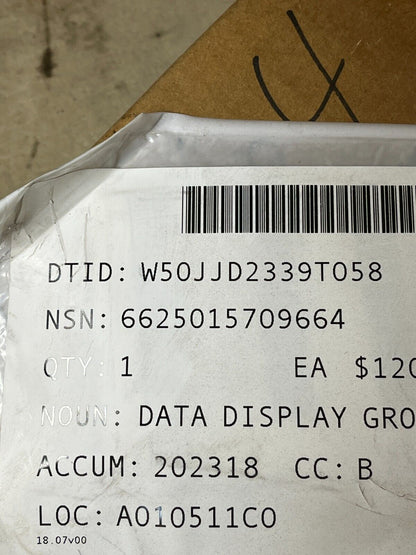 DTID: W50JJD2339T058
NSN: 6625015709664
QTY: 1 EA $120
NOUN: DATA DISPLAY GRO
ACCUM: 202318 CC: B
LOC: A010511C0
18.07v00